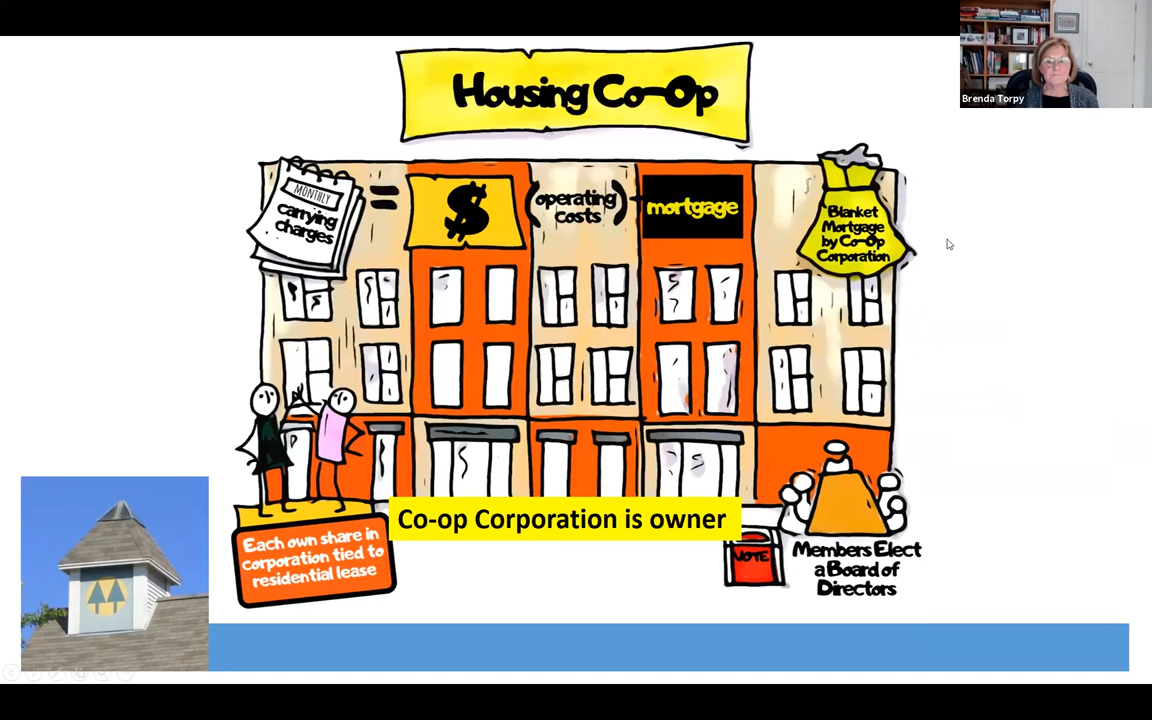 Brenda Torpy
Housing Co-Op
MONTHLY
carrying
charges
=
$
(operating
costs)
mortgage
Blanket
Mortgage
by Co-Op
Corporation
Co-op Corporation is owner
Each own share in
corporation tied to
residential lease
VOTE
Members Elect
a Board of
Directors